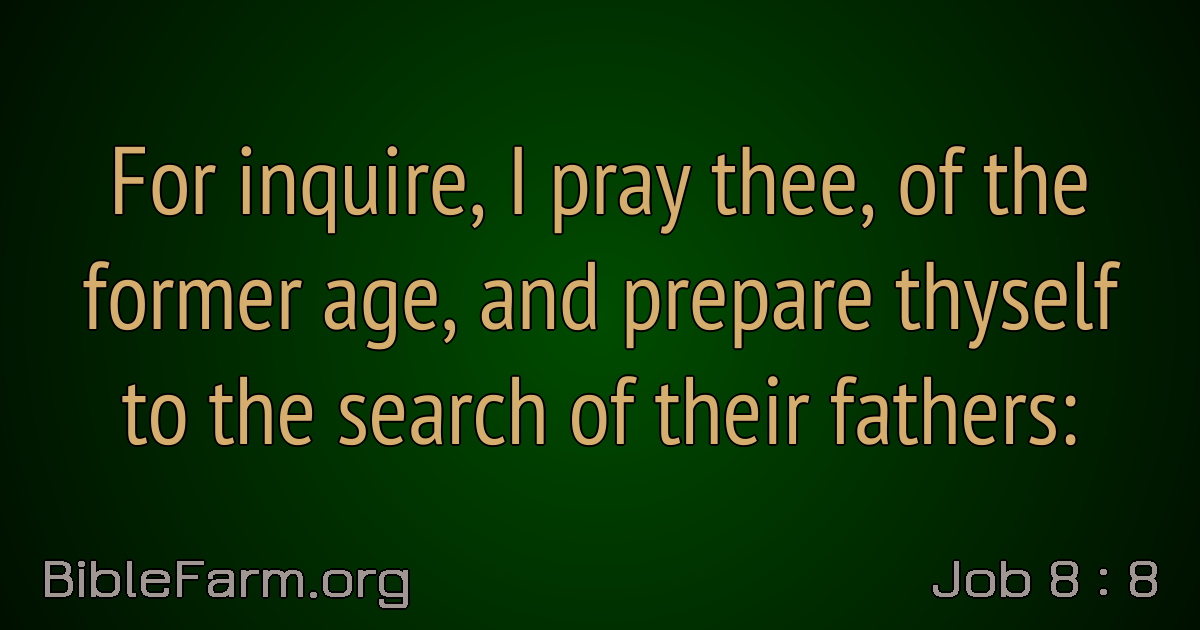 For inquire, I pray thee, of the
former age, and prepare thyself
to the search of their fathers:
BibleFarm.org
Job 8 : 8